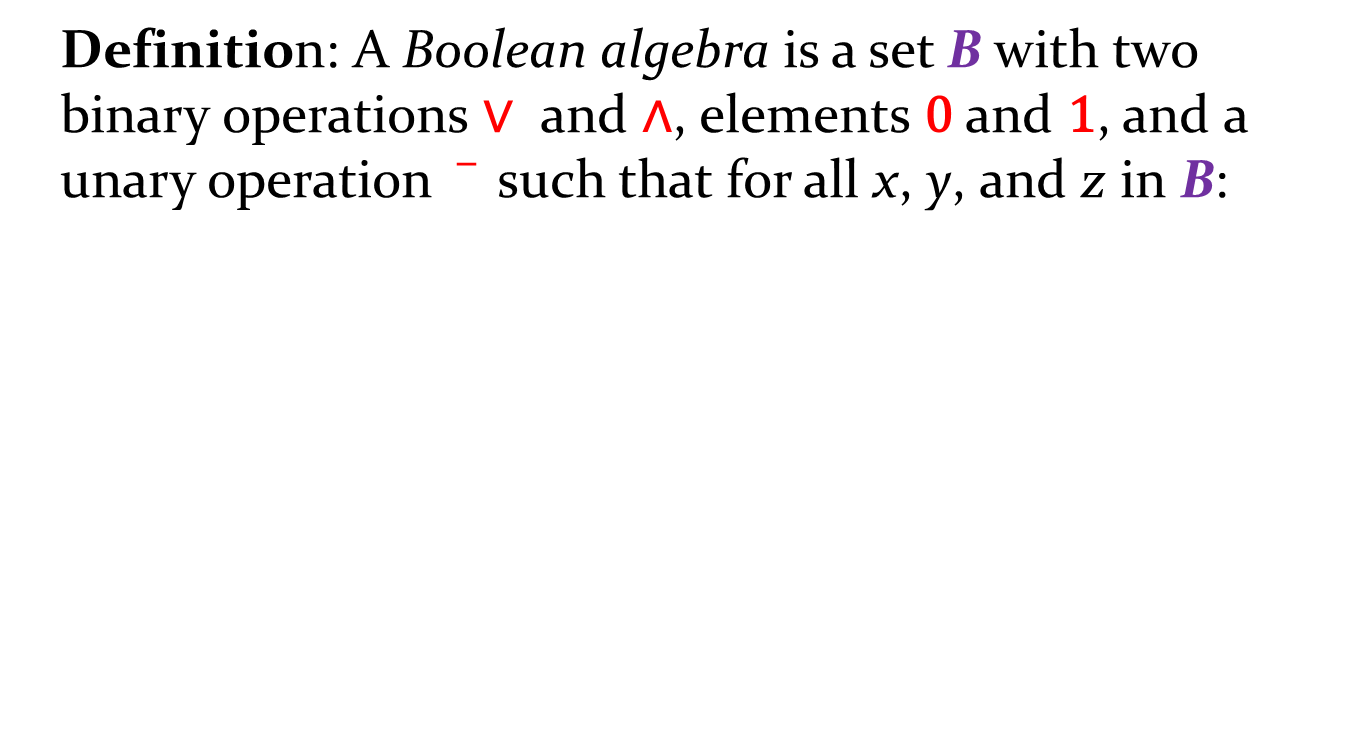 Definition: A Boolean algebra is a set B with two
binary operations ∨ and ∧, elements 0 and 1, and a
unary operation ‾ such that for all x, y, and z in B: